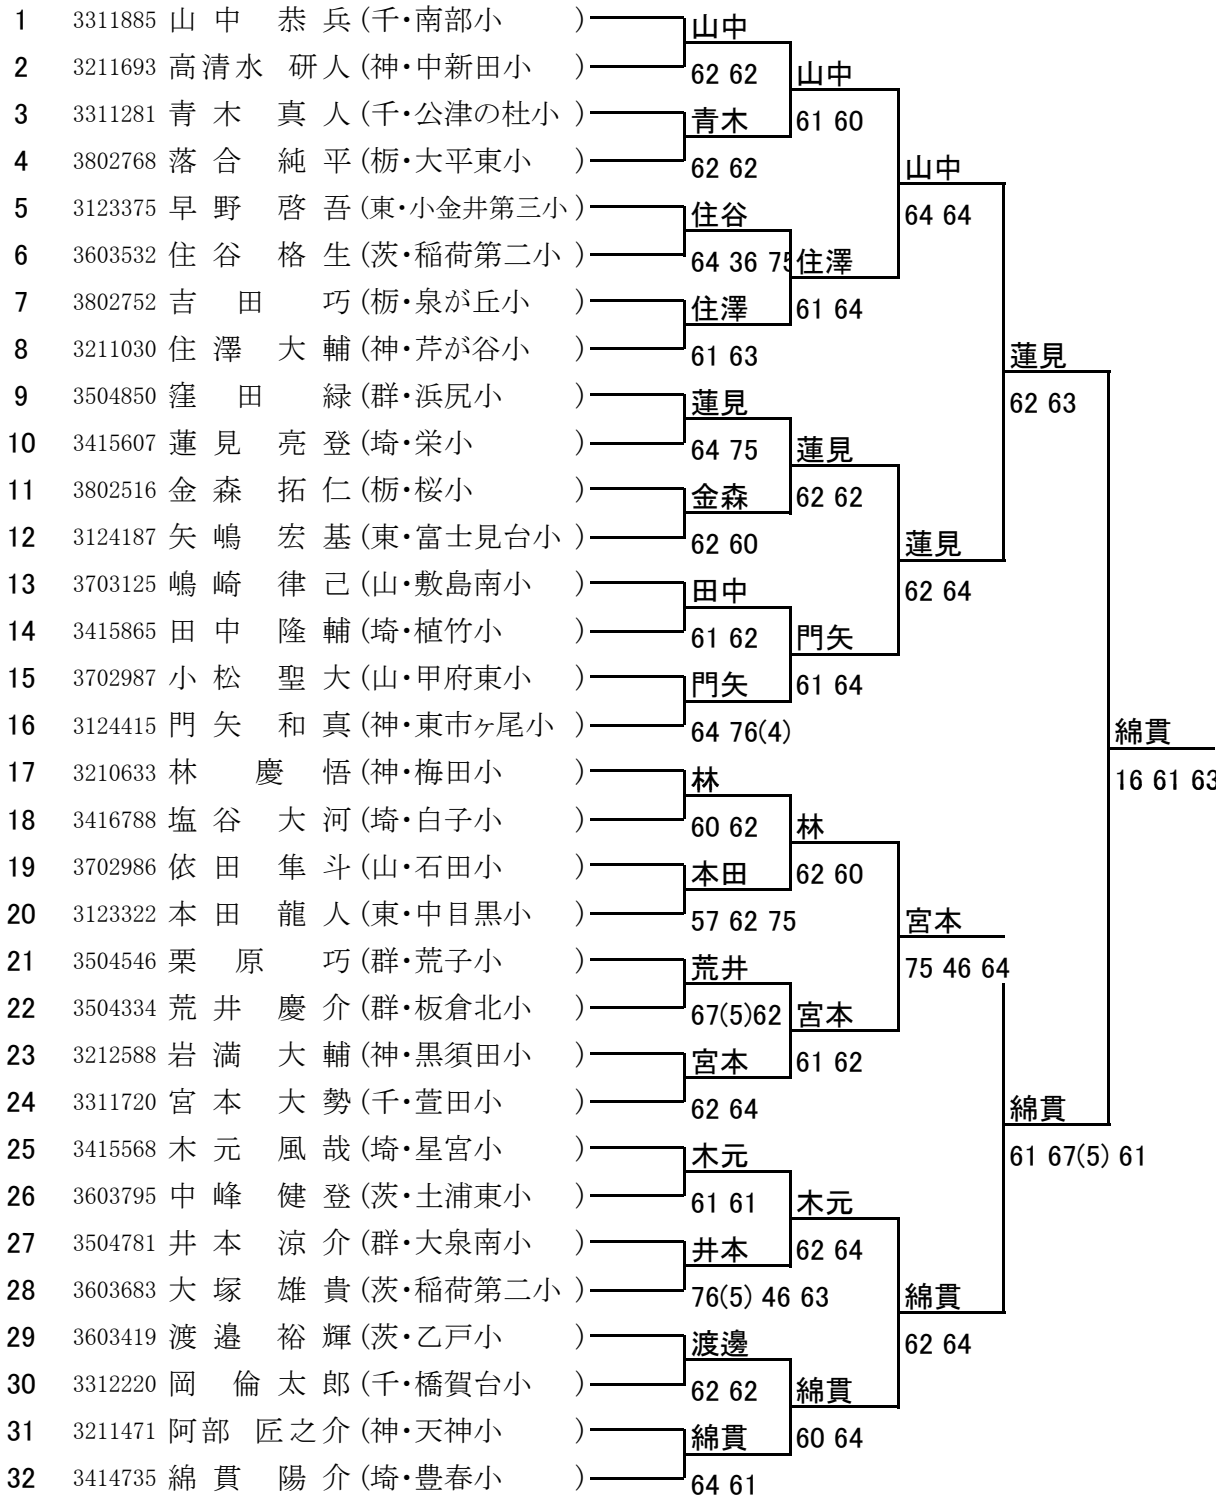 1 3311885 山 中 恭 兵 (千・南部小 )
山中
2 3211693 高清水 研人 (神・中新田小 )
62 62
山中
3 3311281 青 木 真 人 (千・公津の杜小 )
青木
61 60
4 3802768 落 合 純 平 (栃・大平東小 )
62 62
山中
5 3123375 早 野 啓 吾 (東・小金井第三小 )
住谷
64 64
6 3603532 住 谷 格 生 (茨・稲荷第二小 )
64 36 75
住澤
7 3802752 吉 田 巧 (栃・泉が丘小 )
住澤
61 64
8 3211030 住 澤 大 輔 (神・芹が谷小 )
61 63
蓮見
9 3504850 窪 田 緑 (群・浜尻小 )
蓮見
62 63
10 3415607 蓮 見 亮 登 (埼・栄小 )
64 75
蓮見
11 3802516 金 森 拓 仁 (栃・桜小 )
金森
62 62
12 3124187 矢 嶋 宏 基 (東・富士見台小 )
62 60
蓮見
13 3703125 嶋 崎 律 己 (山・敷島南小 )
田中
62 64
14 3415865 田 中 隆 輔 (埼・植竹小 )
61 62
門矢
15 3702987 小 松 聖 大 (山・甲府東小 )
門矢
61 64
16 3124415 門 矢 和 真 (神・東市ヶ尾小 )
64 76(4)
綿貫
17 3210633 林 慶 悟 (神・梅田小 )
林
16 61 63
18 3416788 塩 谷 大 河 (埼・白子小 )
60 62
林
19 3702986 依 田 隼 斗 (山・石田小 )
本田
62 60
20 3123322 本 田 龍 人 (東・中目黒小 )
57 62 75
宮本
21 3504546 栗 原 巧 (群・荒子小 )
荒井
75 46 64
22 3504334 荒 井 慶 介 (群・板倉北小 )
67(5)62
宮本
23 3212588 岩 満 大 輔 (神・黒須田小 )
宮本
61 62
24 3311720 宮 本 大 勢 (千・萱田小 )
62 64
綿貫
25 3415568 木 元 風 哉 (埼・星宮小 )
木元
61 67(5) 61
26 3603795 中 峰 健 登 (茨・土浦東小 )
61 61
木元
27 3504781 井 本 涼 介 (群・大泉南小 )
井本
62 64
28 3603683 大 塚 雄 貴 (茨・稲荷第二小 )
76(5) 46 63
綿貫
29 3603419 渡 邉 裕 輝 (茨・乙戸小 )
渡邊
62 64
30 3312220 岡 倫 太 郎 (千・橋賀台小 )
62 62
綿貫
31 3211471 阿部 匠之介 (神・天神小 )
綿貫
60 64
32 3414735 綿 貫 陽 介 (埼・豊春小 )
64 61